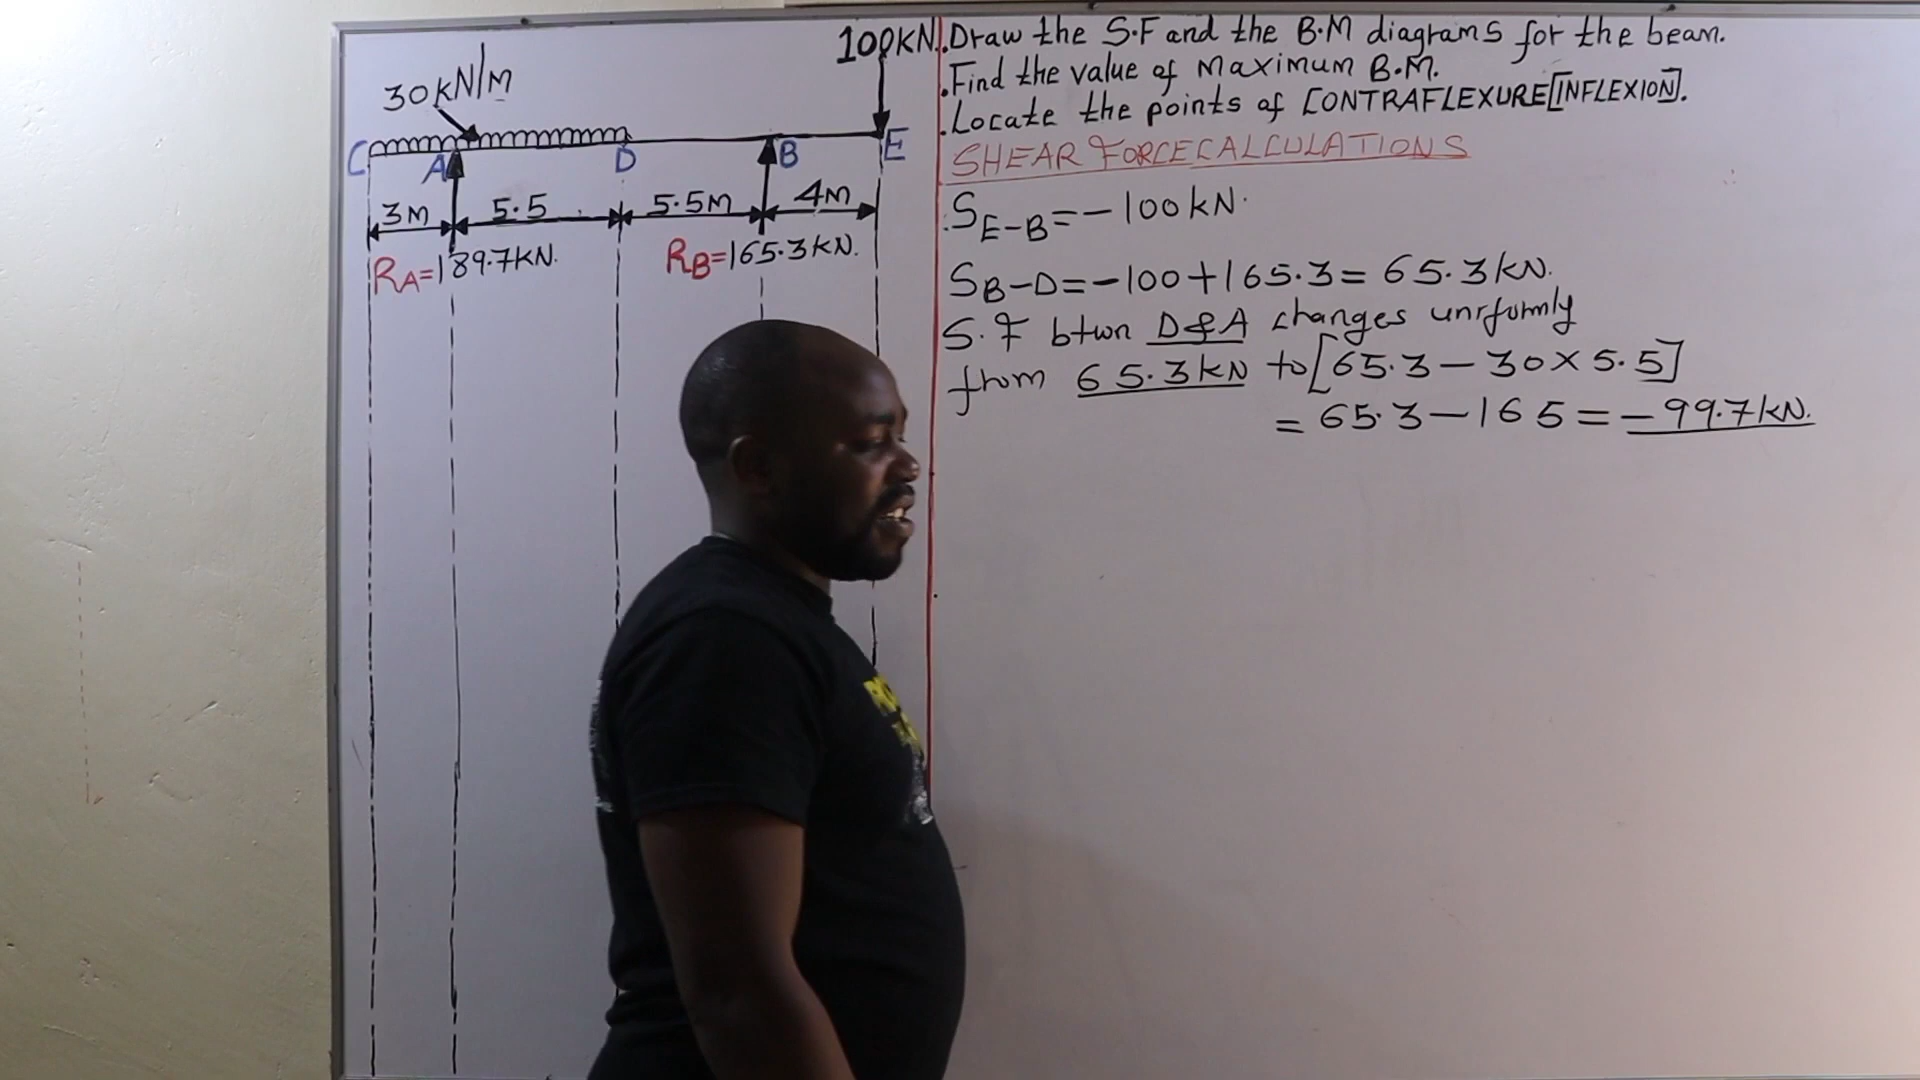 100KN
30KN/M
C
A
D
B
E
3M
5.5
5.5M
4M
RA=189.7KN.
RB=165.3KN.
.Draw the S.F and the B.M diagrams for the beam.
.Find the value of Maximum B.M.
.Locate the points of CONTRAFLEXURE[INFLEXION].
SHEAR FORCE CALCULATIONS
SE-B=-100KN.
SB-D=-100+165.3=65.3KN.
S.F btwn D&A changes uniformly
from 65.3KN to [65.3-30×5.5]
=65.3-165=-99.7KN.